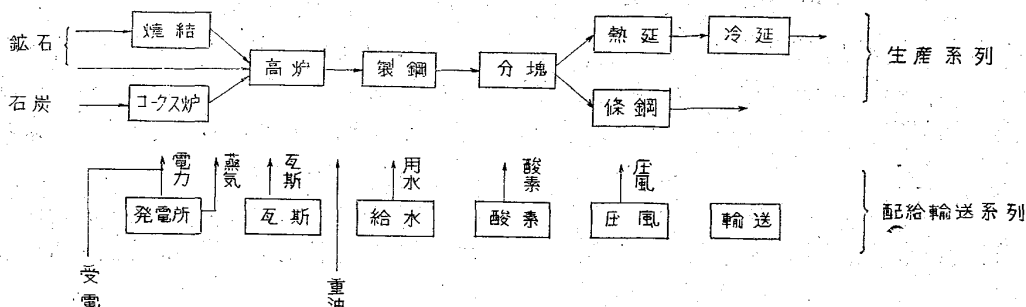 鉱石
石炭
焼結
コークス炉
高炉
製鋼
分塊
熱延
冷延
條鋼
生産系列
電力
蒸気
瓦斯
用水
酸素
圧風
発電所
瓦斯
給水
酸素
圧風
輸送
配給輸送系列
受電
重油